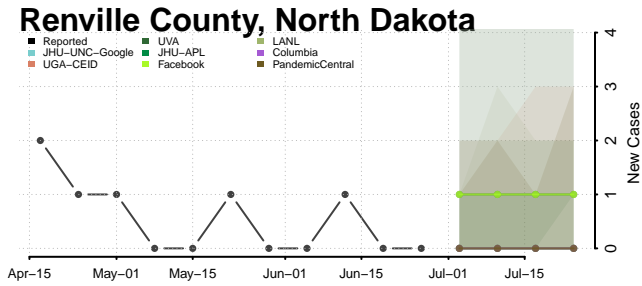 Renville County, North Dakota
Reported UVA LANL
JHU−UNC−Google JHU−APL Columbia
UGA−CEID Facebook PandemicCentral
0 1 2 3 4
New Cases
Apr−15 May−01 May−15 Jun−01 Jun−15 Jul−01 Jul−15